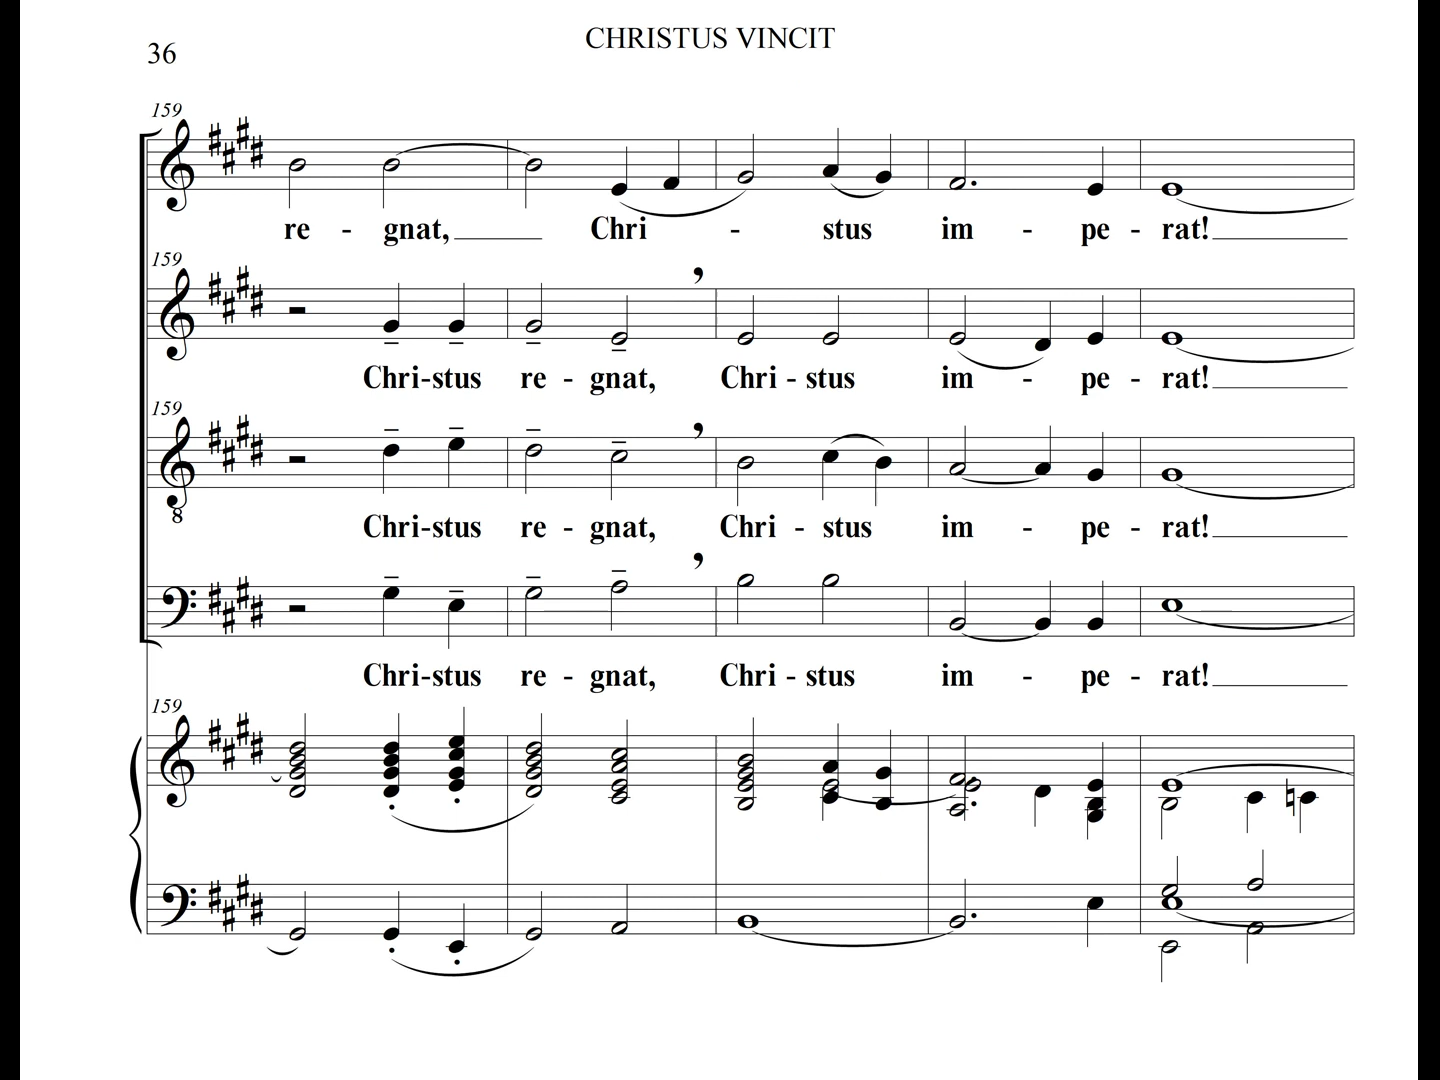 CHRISTUS VINCIT
36
159
re - gnat, Chri - stus im - pe - rat!
159
Chri-stus re - gnat, Chri - stus im - pe - rat!
159
8
Chri-stus re - gnat, Chri - stus im - pe - rat!
Chri-stus re - gnat, Chri - stus im - pe - rat!
159